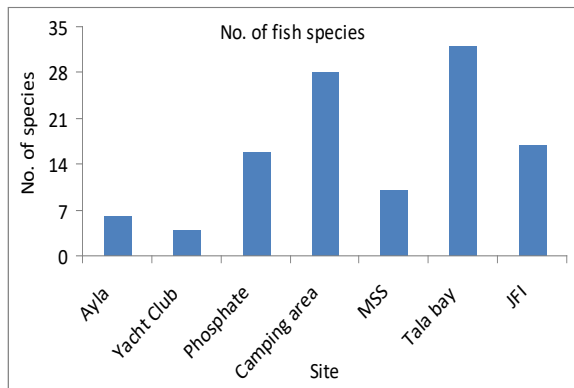 No. of fish species
No. of species
35
28
21
14
7
0
Ayla
Yacht Club
Phosphate
Camping area
MSS
Tala bay
JFI
Site